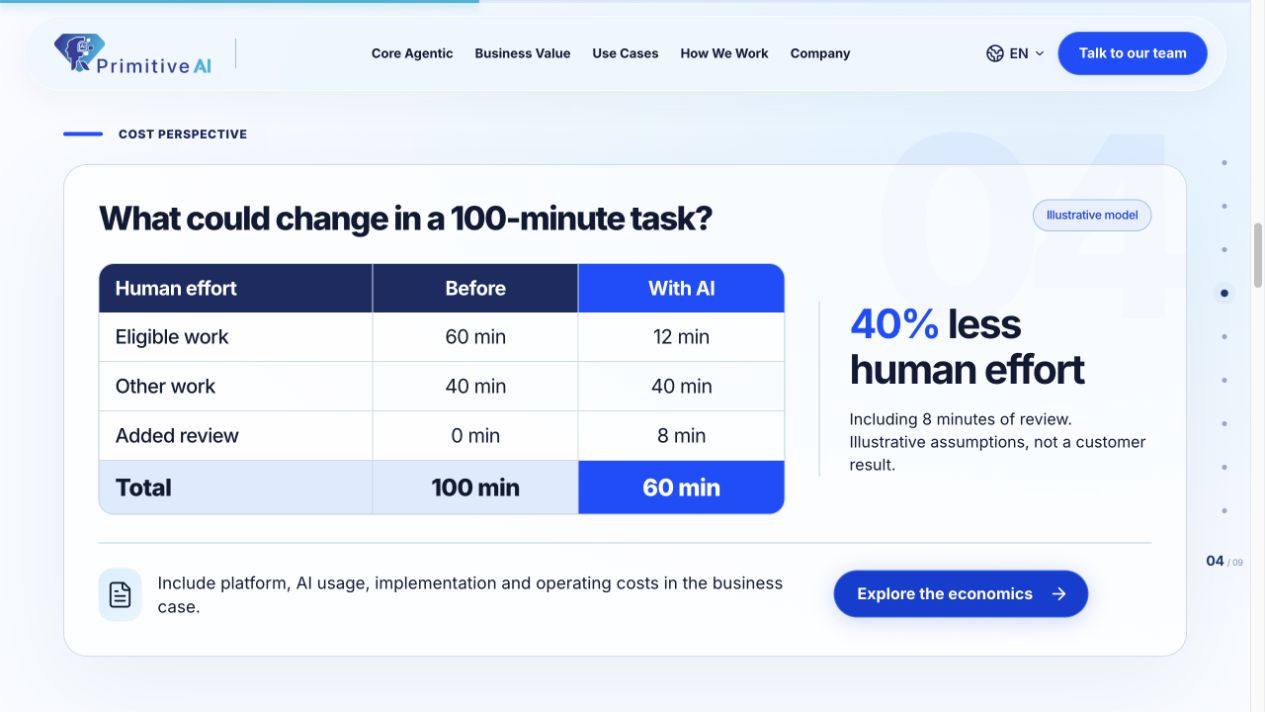 Primitive AI
Core Agentic
Business Value
Use Cases
How We Work
Company
EN
Talk to our team
COST PERSPECTIVE
04
What could change in a 100-minute task?
Illustrative model
Human effort Before With AI
Eligible work 60 min 12 min
Other work 40 min 40 min
Added review 0 min 8 min
Total 100 min 60 min
40% less
human effort
Including 8 minutes of review.
Illustrative assumptions, not a customer
result.
Include platform, AI usage, implementation and operating costs in the business
case.
Explore the economics
04 / 09